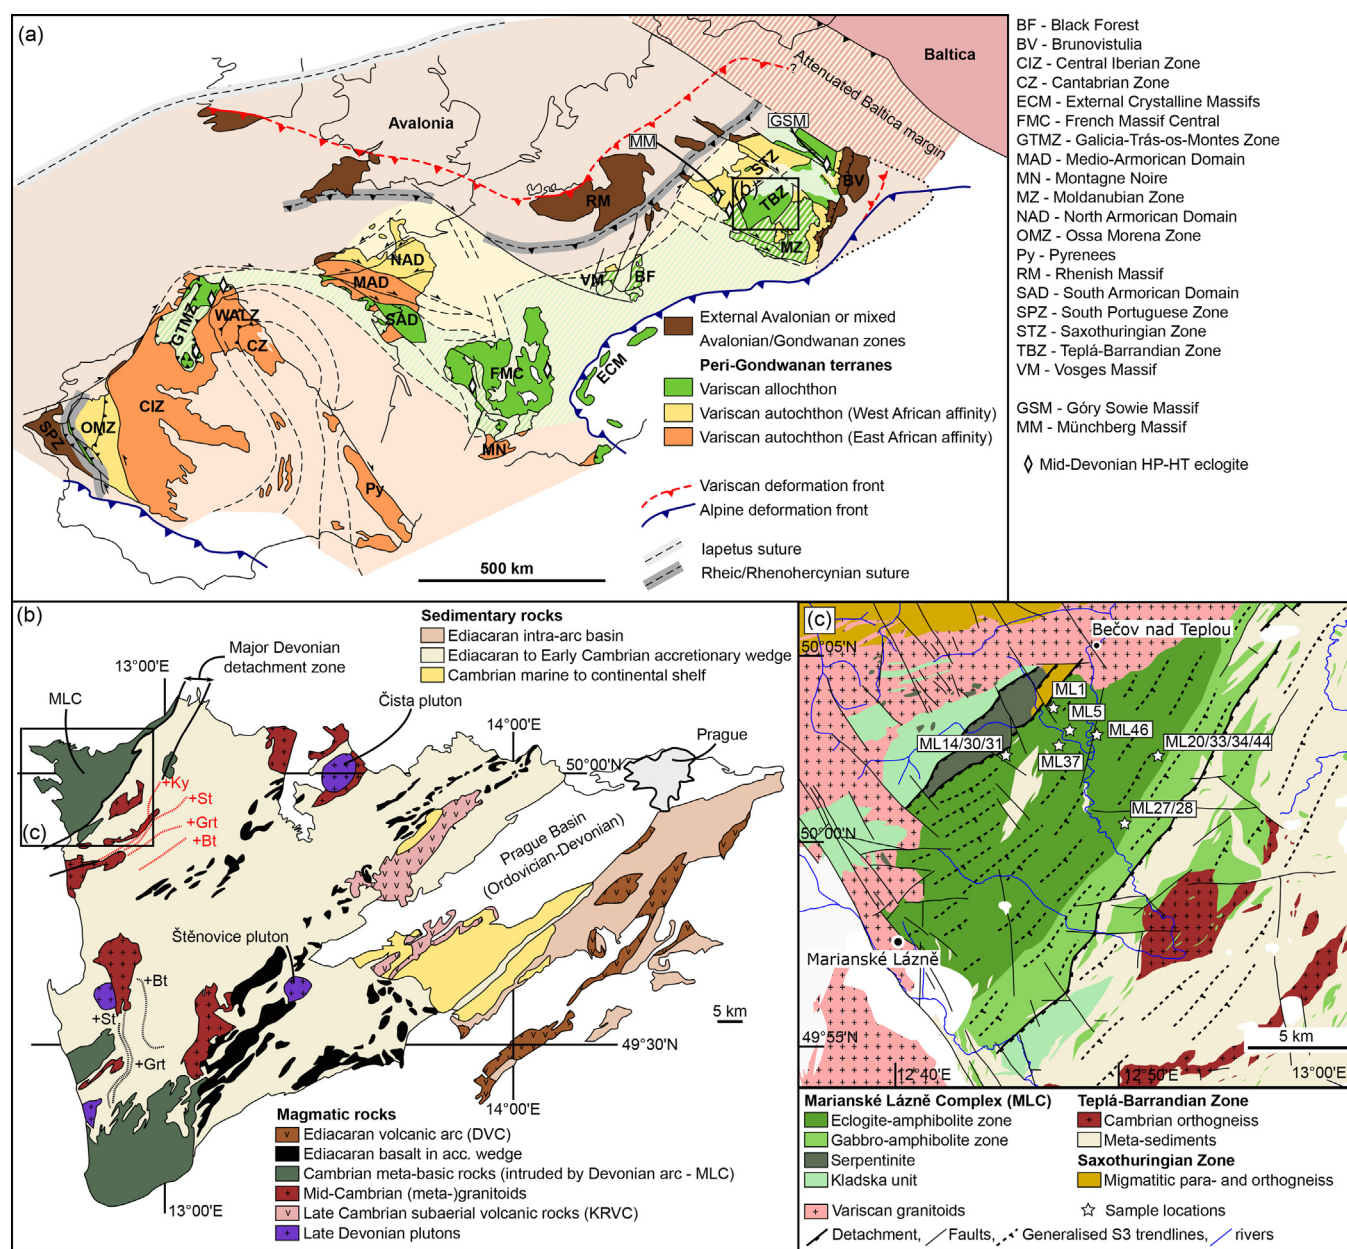 (a)
Baltica
Attenuated Baltica margin
?
Avalonia
GSM
MM
STZ
BV
TBZ
MZ
RM
NAD
MAD
SAD
VM
BF
GTMZ
WALZ
CZ
FMC
ECM
CIZ
OMZ
SPZ
MN
Py
External Avalonian or mixed
Avalonian/Gondwanan zones
Peri-Gondwanan terranes
Variscan allochthon
Variscan autochthon (West African affinity)
Variscan autochthon (East African affinity)
Variscan deformation front
Alpine deformation front
Iapetus suture
Rheic/Rhenohercynian suture
500 km
BF - Black Forest
BV - Brunovistulia
CIZ - Central Iberian Zone
CZ - Cantabrian Zone
ECM - External Crystalline Massifs
FMC - French Massif Central
GTMZ - Galicia-Trás-os-Montes Zone
MAD - Medio-Armorican Domain
MN - Montagne Noire
MZ - Moldanubian Zone
NAD - North Armorican Domain
OMZ - Ossa Morena Zone
Py - Pyrenees
RM - Rhenish Massif
SAD - South Armorican Domain
SPZ - South Portuguese Zone
STZ - Saxothuringian Zone
TBZ - Teplá-Barrandian Zone
VM - Vosges Massif
GSM - Góry Sowie Massif
MM - Münchberg Massif
Mid-Devonian HP-HT eclogite
(b)
Sedimentary rocks
Ediacaran intra-arc basin
Ediacaran to Early Cambrian accretionary wedge
Cambrian marine to continental shelf
Major Devonian
detachment zone
13°00'E
MLC
Čista pluton
14°00'E
Prague
50°00'N
+Ky
+St
+Grt
+Bt
(c)
Prague Basin
(Ordovician-Devonian)
Štěnovice pluton
+Bt
+St
+Grt
5 km
49°30'N
14°00'E
13°00'E
Magmatic rocks
Ediacaran volcanic arc (DVC)
Ediacaran basalt in acc. wedge
Cambrian meta-basic rocks (intruded by Devonian arc - MLC)
Mid-Cambrian (meta-)granitoids
Late Cambrian subaerial volcanic rocks (KRVC)
Late Devonian plutons
(c)
50°05'N
Bečov nad Teplou
ML1
ML5
ML46
ML14/30/31
ML20/33/34/44
ML37
ML27/28
50°00'N
Marianské Lázně
49°55'N
5 km
12°40'E
12°50'E
13°00'E
Marianské Lázně Complex (MLC)
Eclogite-amphibolite zone
Gabbro-amphibolite zone
Serpentinite
Kladska unit
Variscan granitoids
Teplá-Barrandian Zone
Cambrian orthogneiss
Meta-sediments
Saxothuringian Zone
Migmatitic para- and orthogneiss
Sample locations
Detachment, Faults, Generalised S3 trendlines, rivers